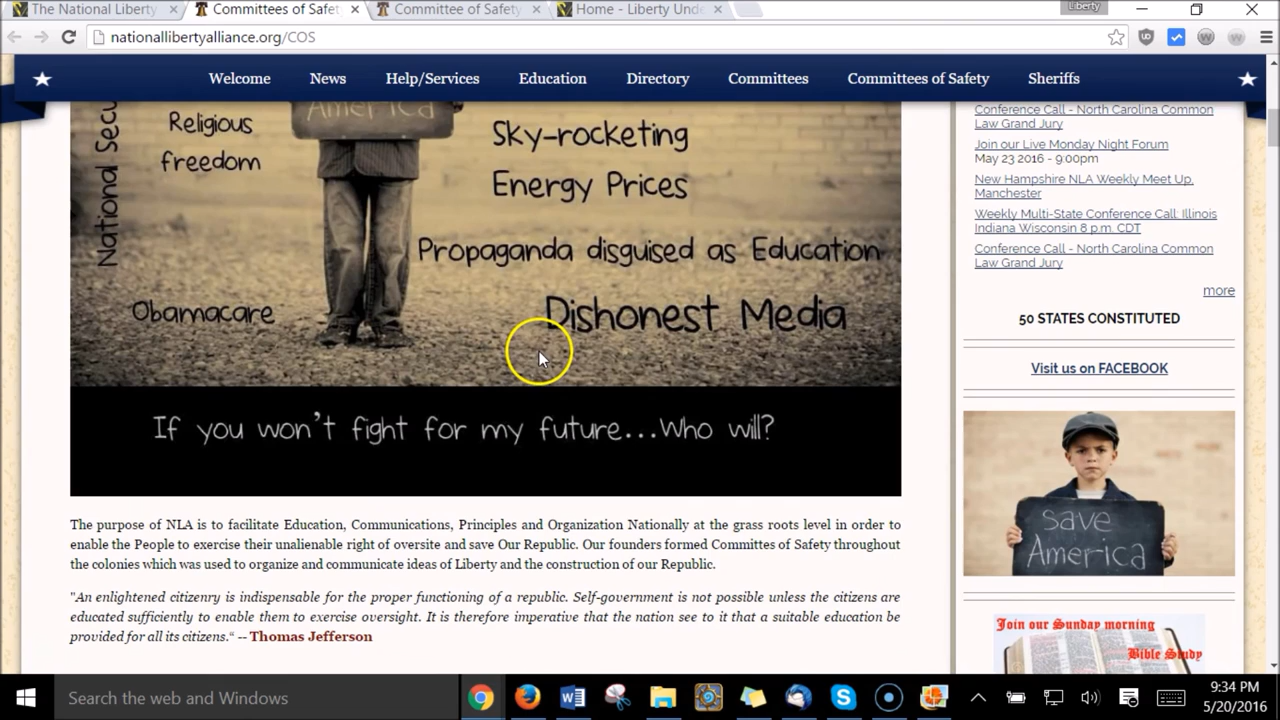 The National Liberty
Committees of Safet
Committee of Safety
Home - Liberty Und
Liberty
nationallibertyalliance.org/COS
Welcome News Help/Services Education Directory Committees Committees of Safety Sheriffs
America
Religious
freedom
National Secu
Sky-rocketing
Energy Prices
Propaganda disguised as Education
Obamacare
Dishonest Media
If you won't fight for my future...Who will?
The purpose of NLA is to facilitate Education, Communications, Principles and Organization Nationally at the grass roots level in order to
enable the People to exercise their unalienable right of oversite and save Our Republic. Our founders formed Committes of Safety throughout
the colonies which was used to organize and communicate ideas of Liberty and the construction of our Republic.
"An enlightened citizenry is indispensable for the proper functioning of a republic. Self-government is not possible unless the citizens are
educated sufficiently to enable them to exercise oversight. It is therefore imperative that the nation see to it that a suitable education be
provided for all its citizens.“ -- Thomas Jefferson
Conference Call - North Carolina Common
Law Grand Jury
Join our Live Monday Night Forum
May 23 2016 - 9:00pm
New Hampshire NLA Weekly Meet Up,
Manchester
Weekly Multi-State Conference Call; Illinois
Indiana Wisconsin 8 p.m. CDT
Conference Call - North Carolina Common
Law Grand Jury
more
50 STATES CONSTITUTED
Visit us on FACEBOOK
save
America
Join our Sunday morning
Bible Study
Search the web and Windows
9:34 PM
5/20/2016